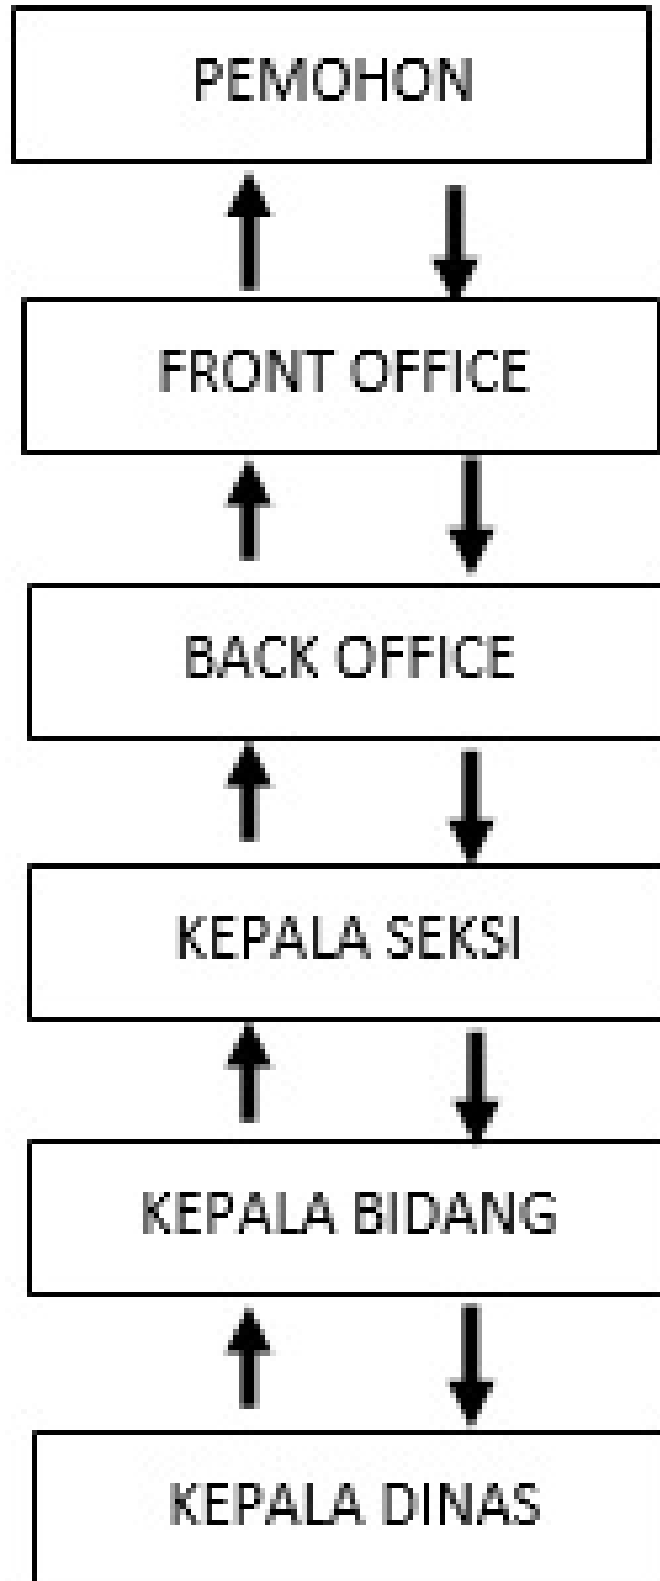 PEMOHON
FRONT OFFICE
BACK OFFICE
KEPALA SEKSI
KEPALA BIDANG
KEPALA DINAS